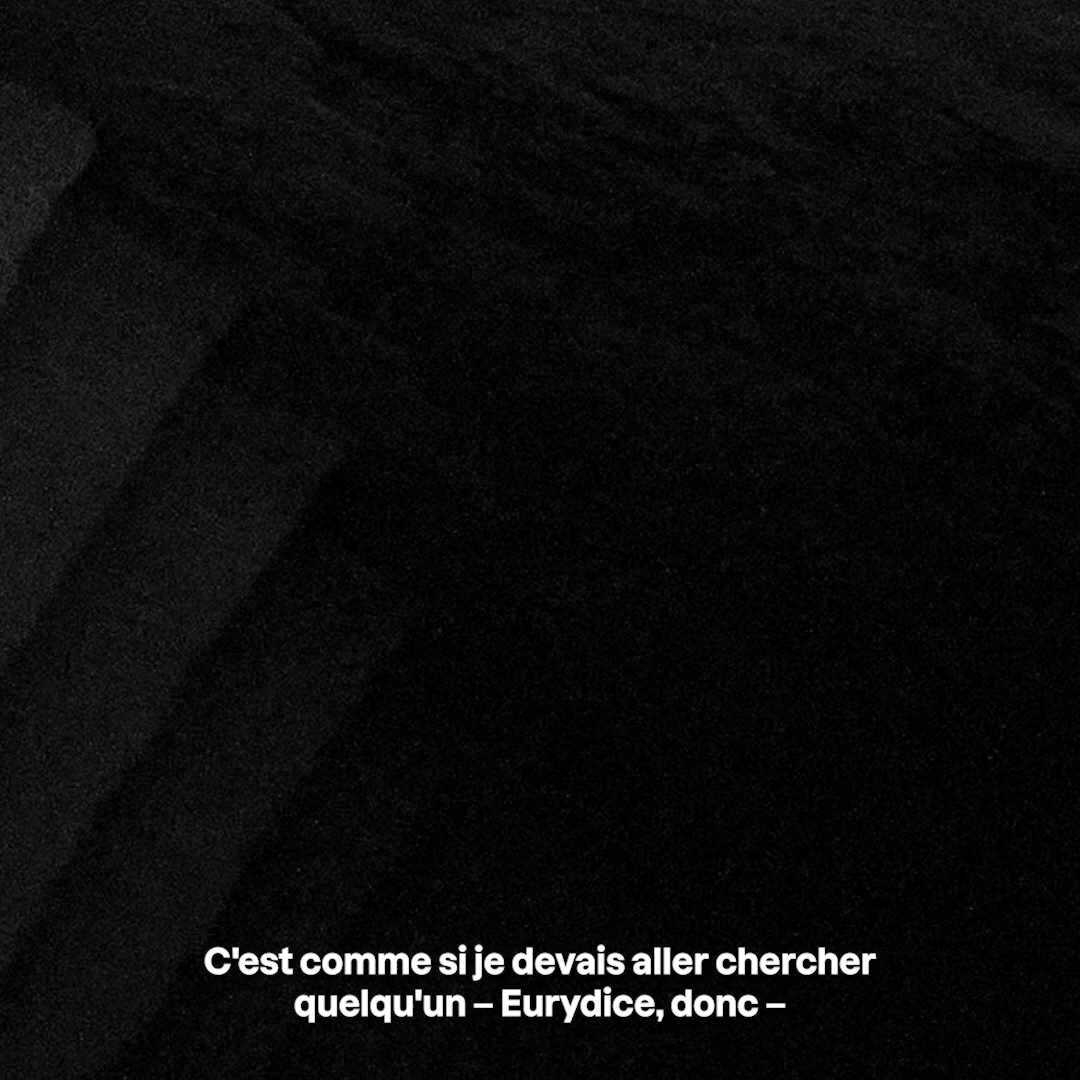 C'est comme si je devais aller chercher
quelqu'un – Eurydice, donc –